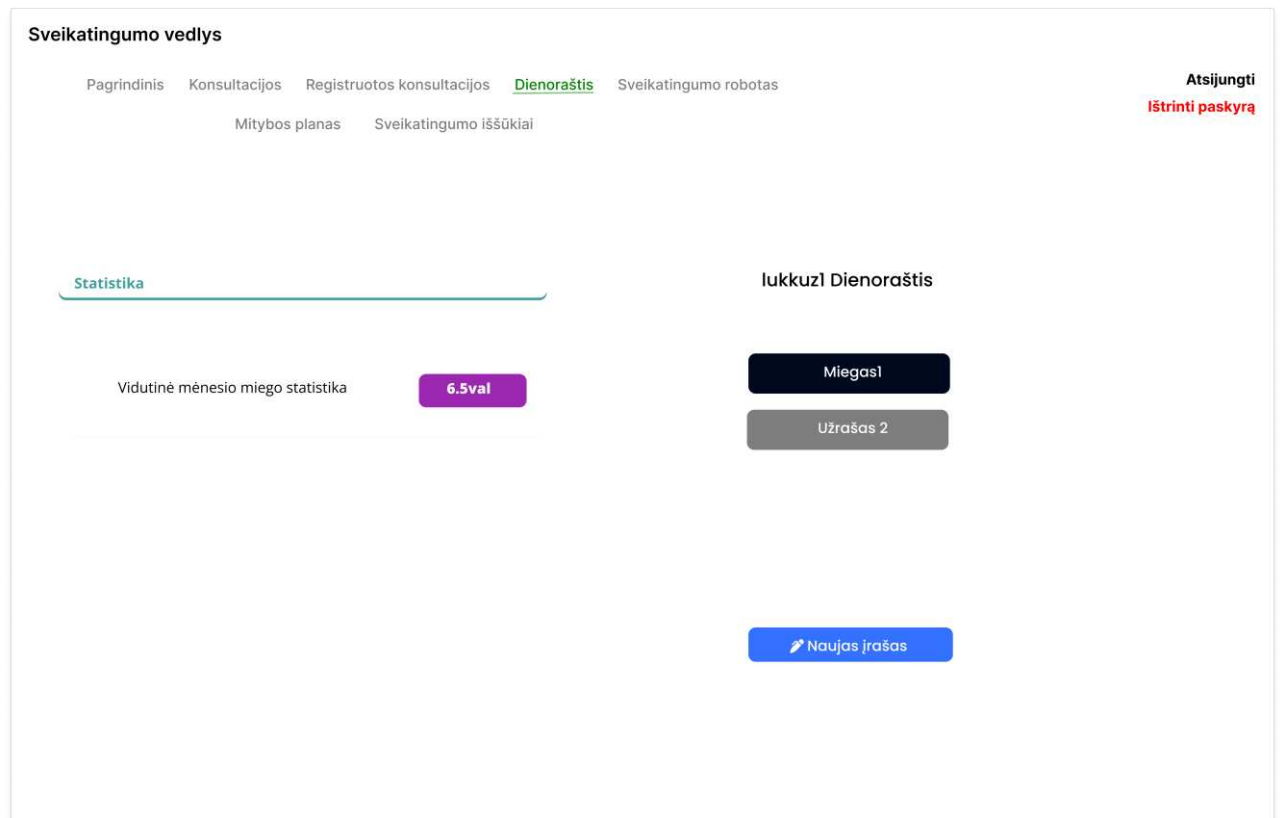 Sveikatingumo vedlys
Pagrindinis Konsultacijos Registruotos konsultacijos Dienoraštis Sveikatingumo robotas
Mitybos planas Sveikatingumo iššūkiai
Atsijungti
Ištrinti paskyrą
Statistika
Vidutinė mėnesio miego statistika 6.5val
lukkuz1 Dienoraštis
Miegas1
Užrašas 2
Naujas įrašas